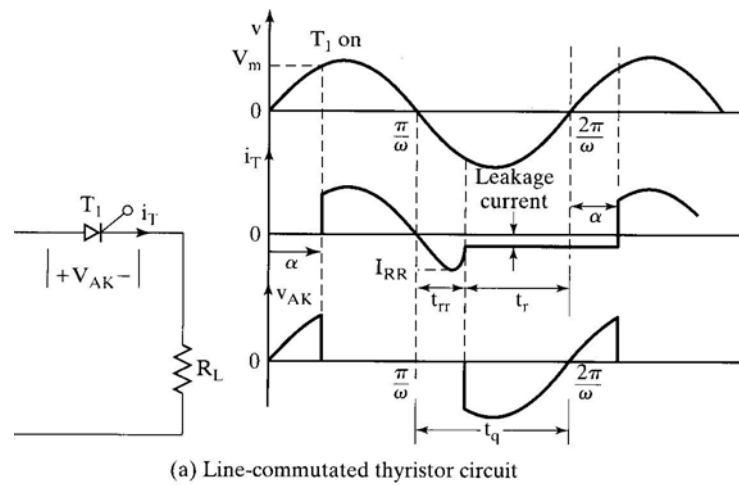 v
T1 on
Vm
0
π/ω
2π/ω
iT
Leakage
current
T1
iT
0
α
α
+VAK−
IRR
trr
tr
vAK
0
RL
π/ω
2π/ω
tq
(a) Line-commutated thyristor circuit